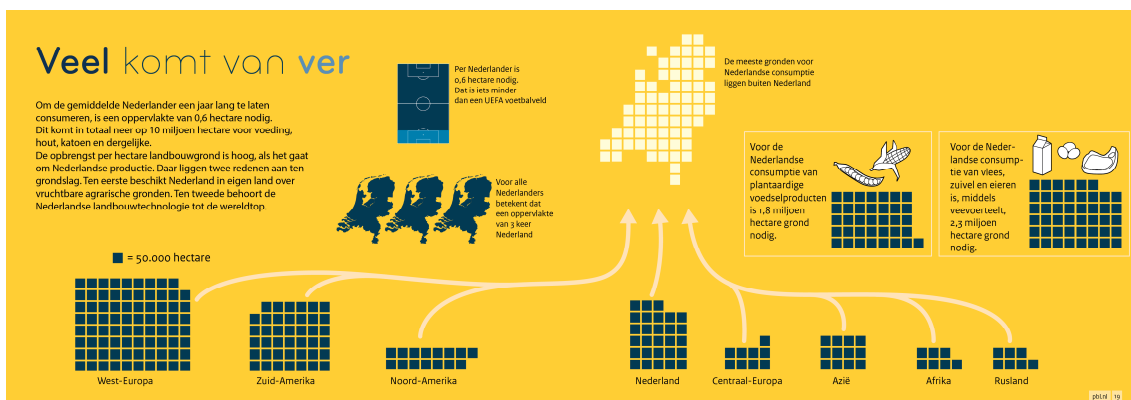 Veel komt van ver
Om de gemiddelde Nederlander een jaar lang te laten
consumeren, is een oppervlakte van 0,6 hectare nodig.
Dit komt in totaal neer op 10 miljoen hectare voor voeding,
hout, katoen en dergelijke.
De opbrengst per hectare landbouwgrond is hoog, als het gaat
om Nederlandse productie. Daar liggen twee redenen aan ten
grondslag. Ten eerste beschikt Nederland in eigen land over
vruchtbare agrarische gronden. Ten tweede behoort de
Nederlandse landbouwtechnologie tot de wereldtop.
Per Nederlander is
0,6 hectare nodig.
Dat is iets minder
dan een UEFA voetbalveld
Voor alle
Nederlanders
betekent dat
een oppervlakte
van 3 keer
Nederland
De meeste gronden voor
Nederlandse consumptie
liggen buiten Nederland
Voor de
Nederlandse
consumptie van
plantaardige
voedselproducten
is 1,8 miljoen
hectare grond
nodig.
Voor de Neder-
landse consump-
tie van vlees,
zuivel en eieren
is, middels
veevoerteelt,
2,3 miljoen
hectare grond
nodig.
= 50.000 hectare
West-Europa
Zuid-Amerika
Noord-Amerika
Nederland
Centraal-Europa
Azië
Afrika
Rusland
pbl.nl 19